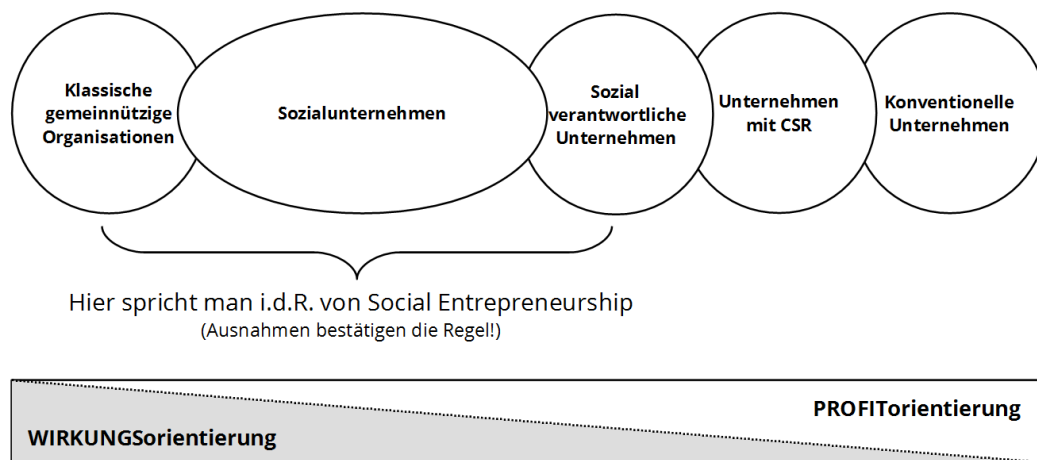 Klassische
gemeinnützige
Organisationen
Sozialunternehmen
Sozial
verantwortliche
Unternehmen
Unternehmen
mit CSR
Konventionelle
Unternehmen
Hier spricht man i.d.R. von Social Entrepreneurship
(Ausnahmen bestätigen die Regel!)
PROFITorientierung
WIRKUNGSorientierung